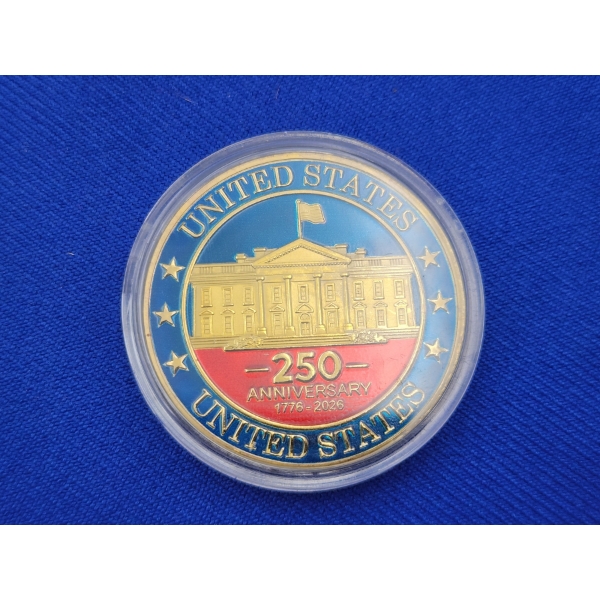 UNITED STATES
-250-
ANNIVERSARY
1776-2026
UNITED STATES